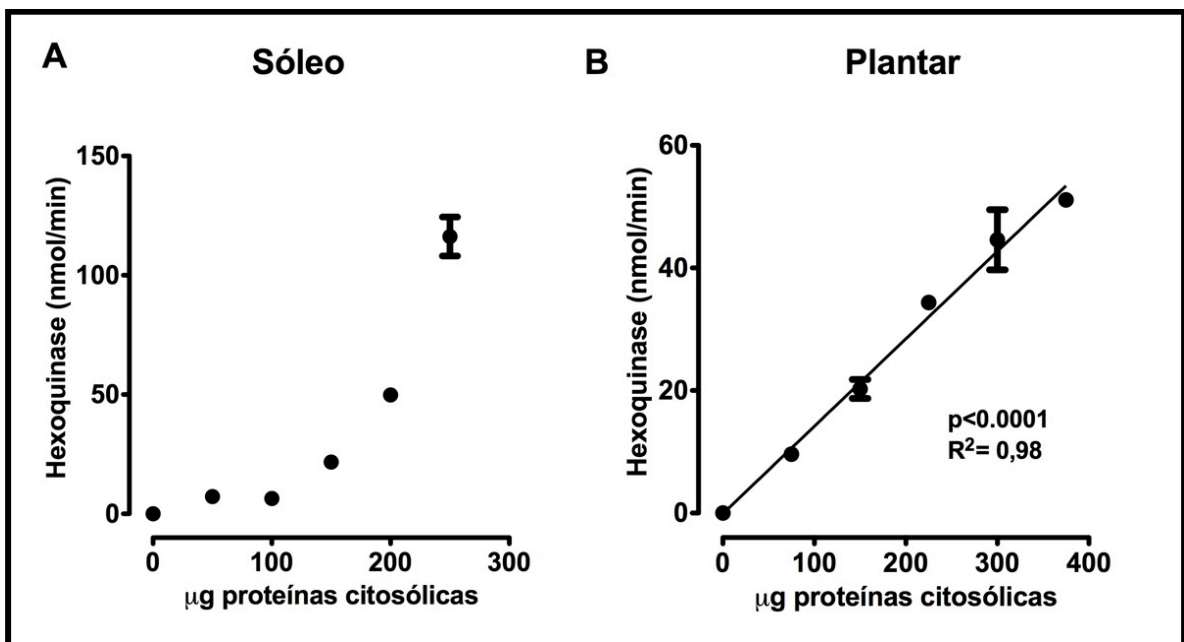 A
Sóleo
Hexoquinase (nmol/min)
150
100
50
0
0 100 200 300
μg proteínas citosólicas
B
Plantar
Hexoquinase (nmol/min)
60
40
20
0
p<0.0001
R²= 0,98
0 100 200 300 400
μg proteínas citosólicas